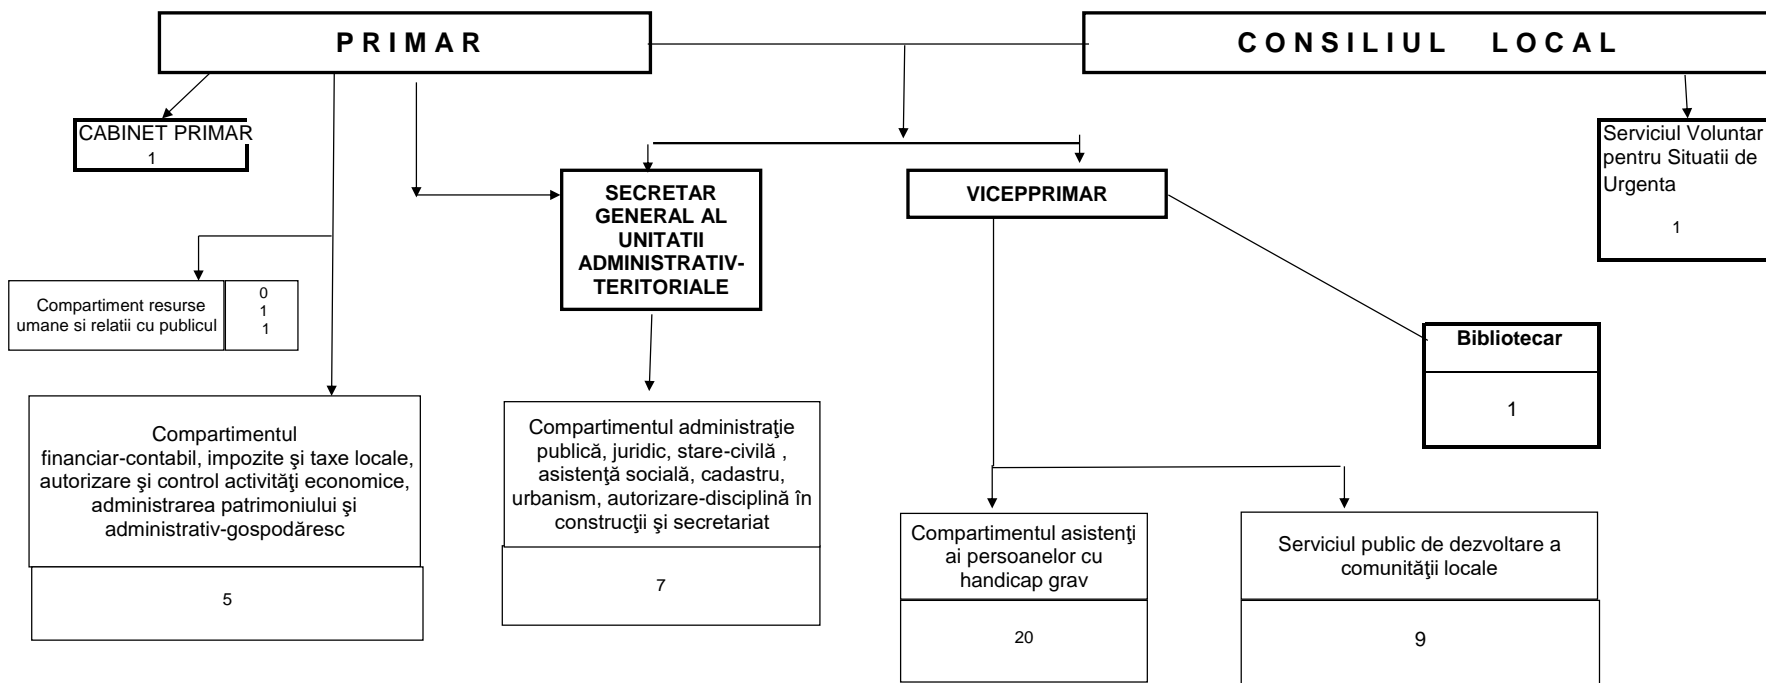 PRIMAR
CONSILIUL LOCAL
CABINET PRIMAR
1
Serviciul Voluntar
pentru Situatii de
Urgenta
1
SECRETAR
GENERAL AL
UNITATII
ADMINISTRATIV-
TERITORIALE
VICEPPRIMAR
Compartiment resurse
umane si relatii cu publicul
0
1
1
Bibliotecar
1
Compartimentul
financiar-contabil, impozite şi taxe locale,
autorizare şi control activităţi economice,
administrarea patrimoniului şi
administrativ-gospodăresc
5
Compartimentul administraţie
publică, juridic, stare-civilă ,
asistenţă socială, cadastru,
urbanism, autorizare-disciplină în
construcţii şi secretariat
7
Compartimentul asistenţi
ai persoanelor cu
handicap grav
20
Serviciul public de dezvoltare a
comunităţii locale
9